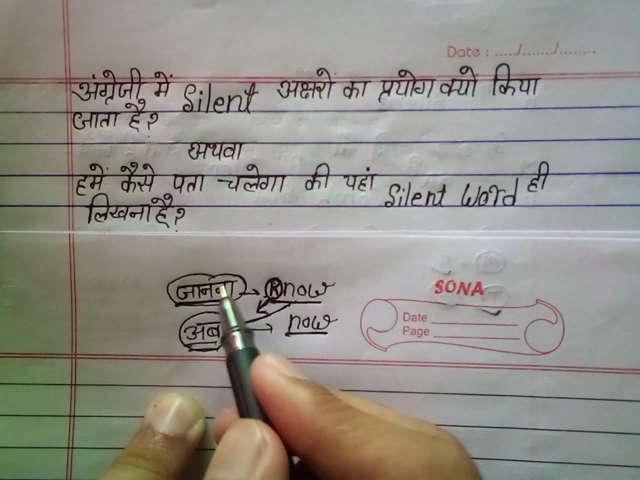 Date : ...../......./........
अंग्रेजी में Silent अक्षरों का प्रयोग क्यों किया
जाता है?
अथवा
हमें कैसे पता चलेगा की यहां Silent Word ही
लिखना है?
जानना → Know
SONA
अब → now
Date
Page